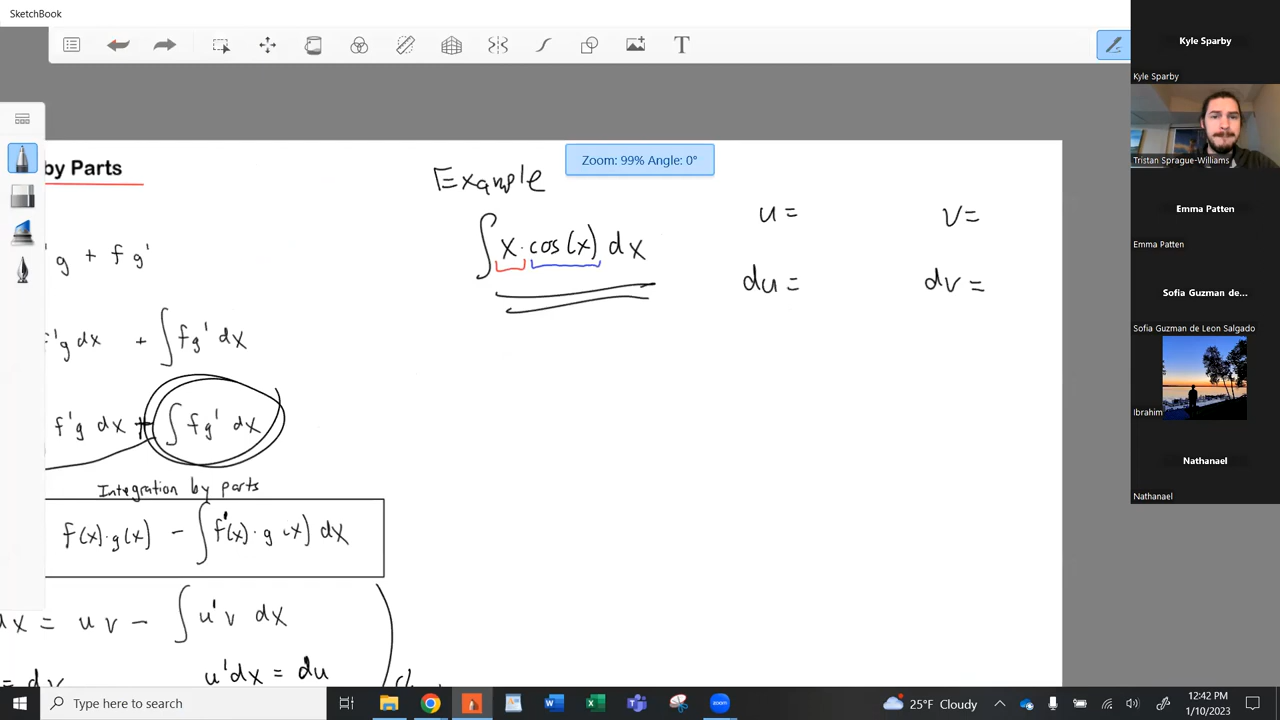 SketchBook
Zoom: 99% Angle: 0°
by Parts
'g + f g'
f'g dx + ∫ f g' dx
f'g dx + ∫ f g' dx
Integration by parts
f(x)·g(x) - ∫ f'(x)·g(x) dx
dx = uv - ∫ u'v dx
= dv u'dx = du
Example
∫ x·cos(x) dx
u = v =
du = dv =
Kyle Sparby
Kyle Sparby
Tristan Sprague-Williams
Emma Patten
Emma Patten
Sofia Guzman de...
Sofia Guzman de Leon Salgado
Ibrahim
Nathanael
Nathanael
Type here to search
25°F Cloudy
12:42 PM
1/10/2023